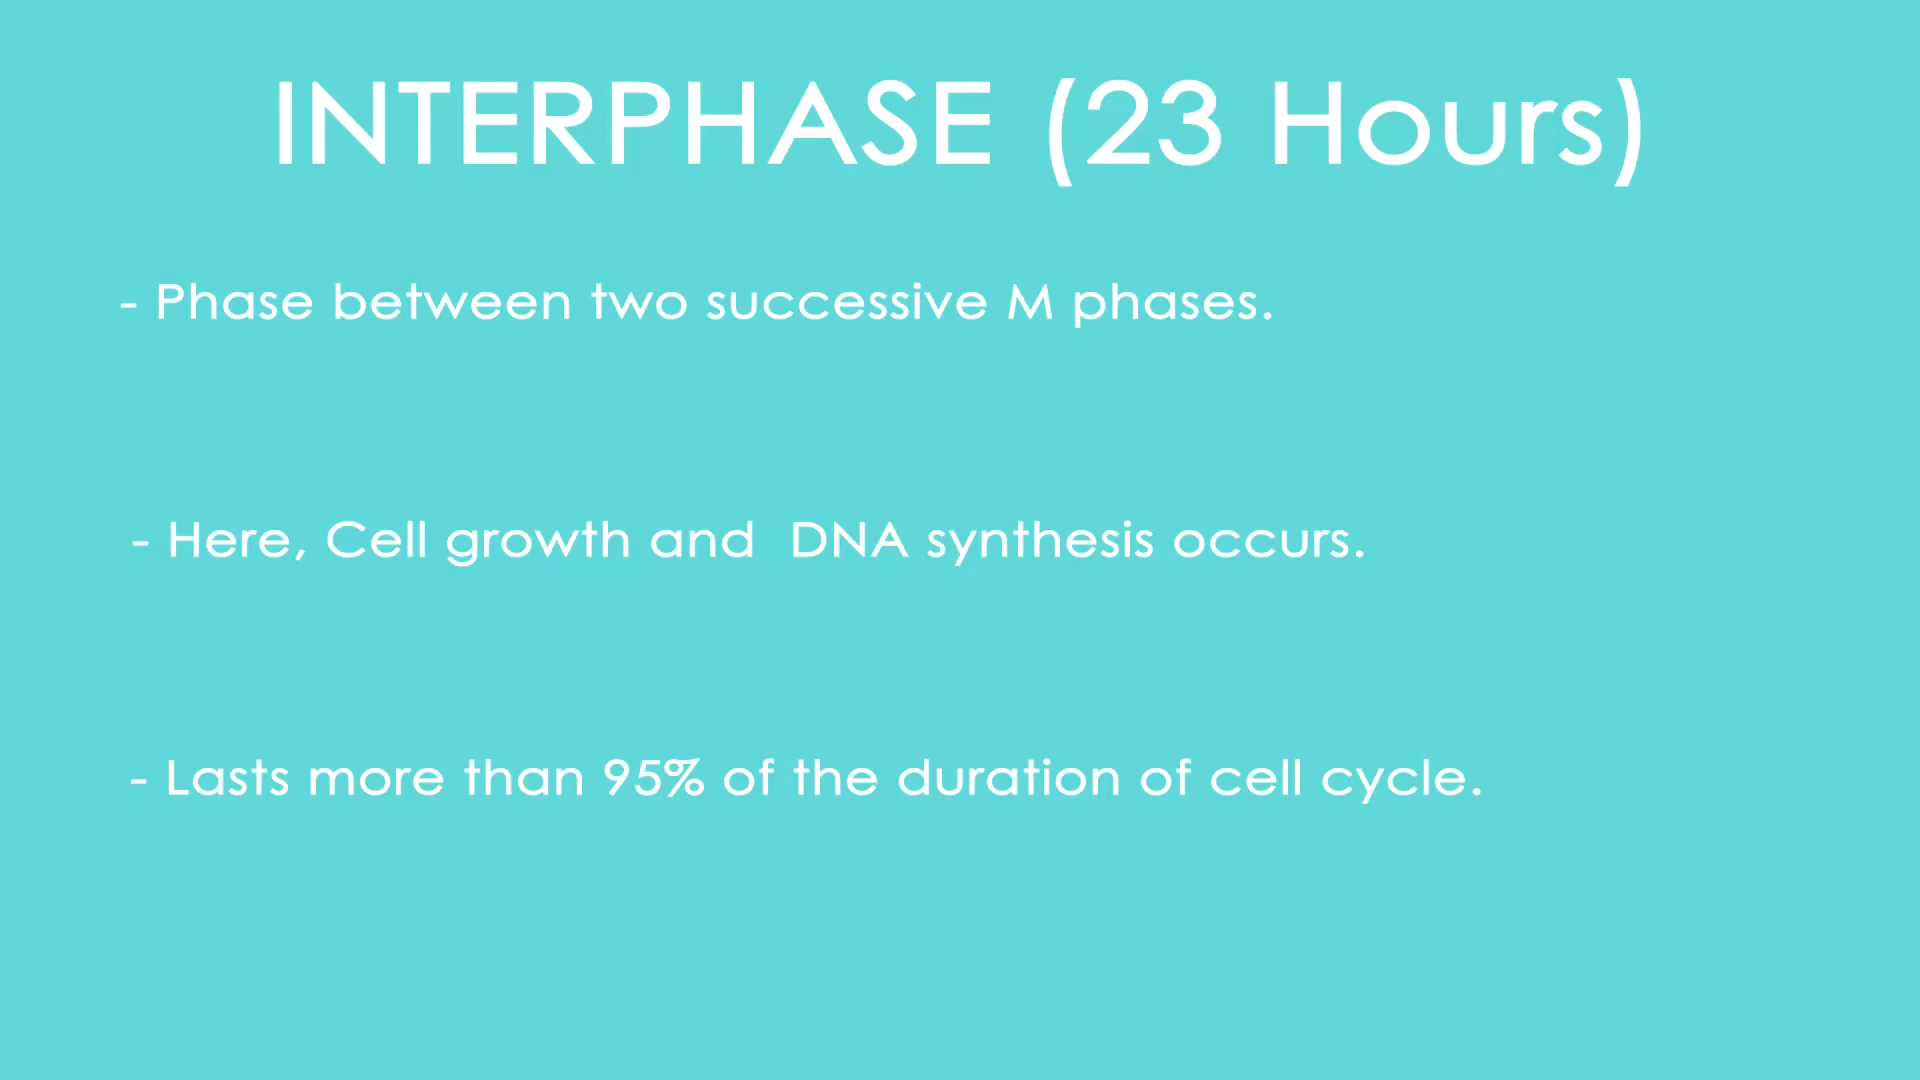 INTERPHASE (23 Hours)
- Phase between two successive M phases.
- Here, Cell growth and  DNA synthesis occurs.
- Lasts more than 95% of the duration of cell cycle.